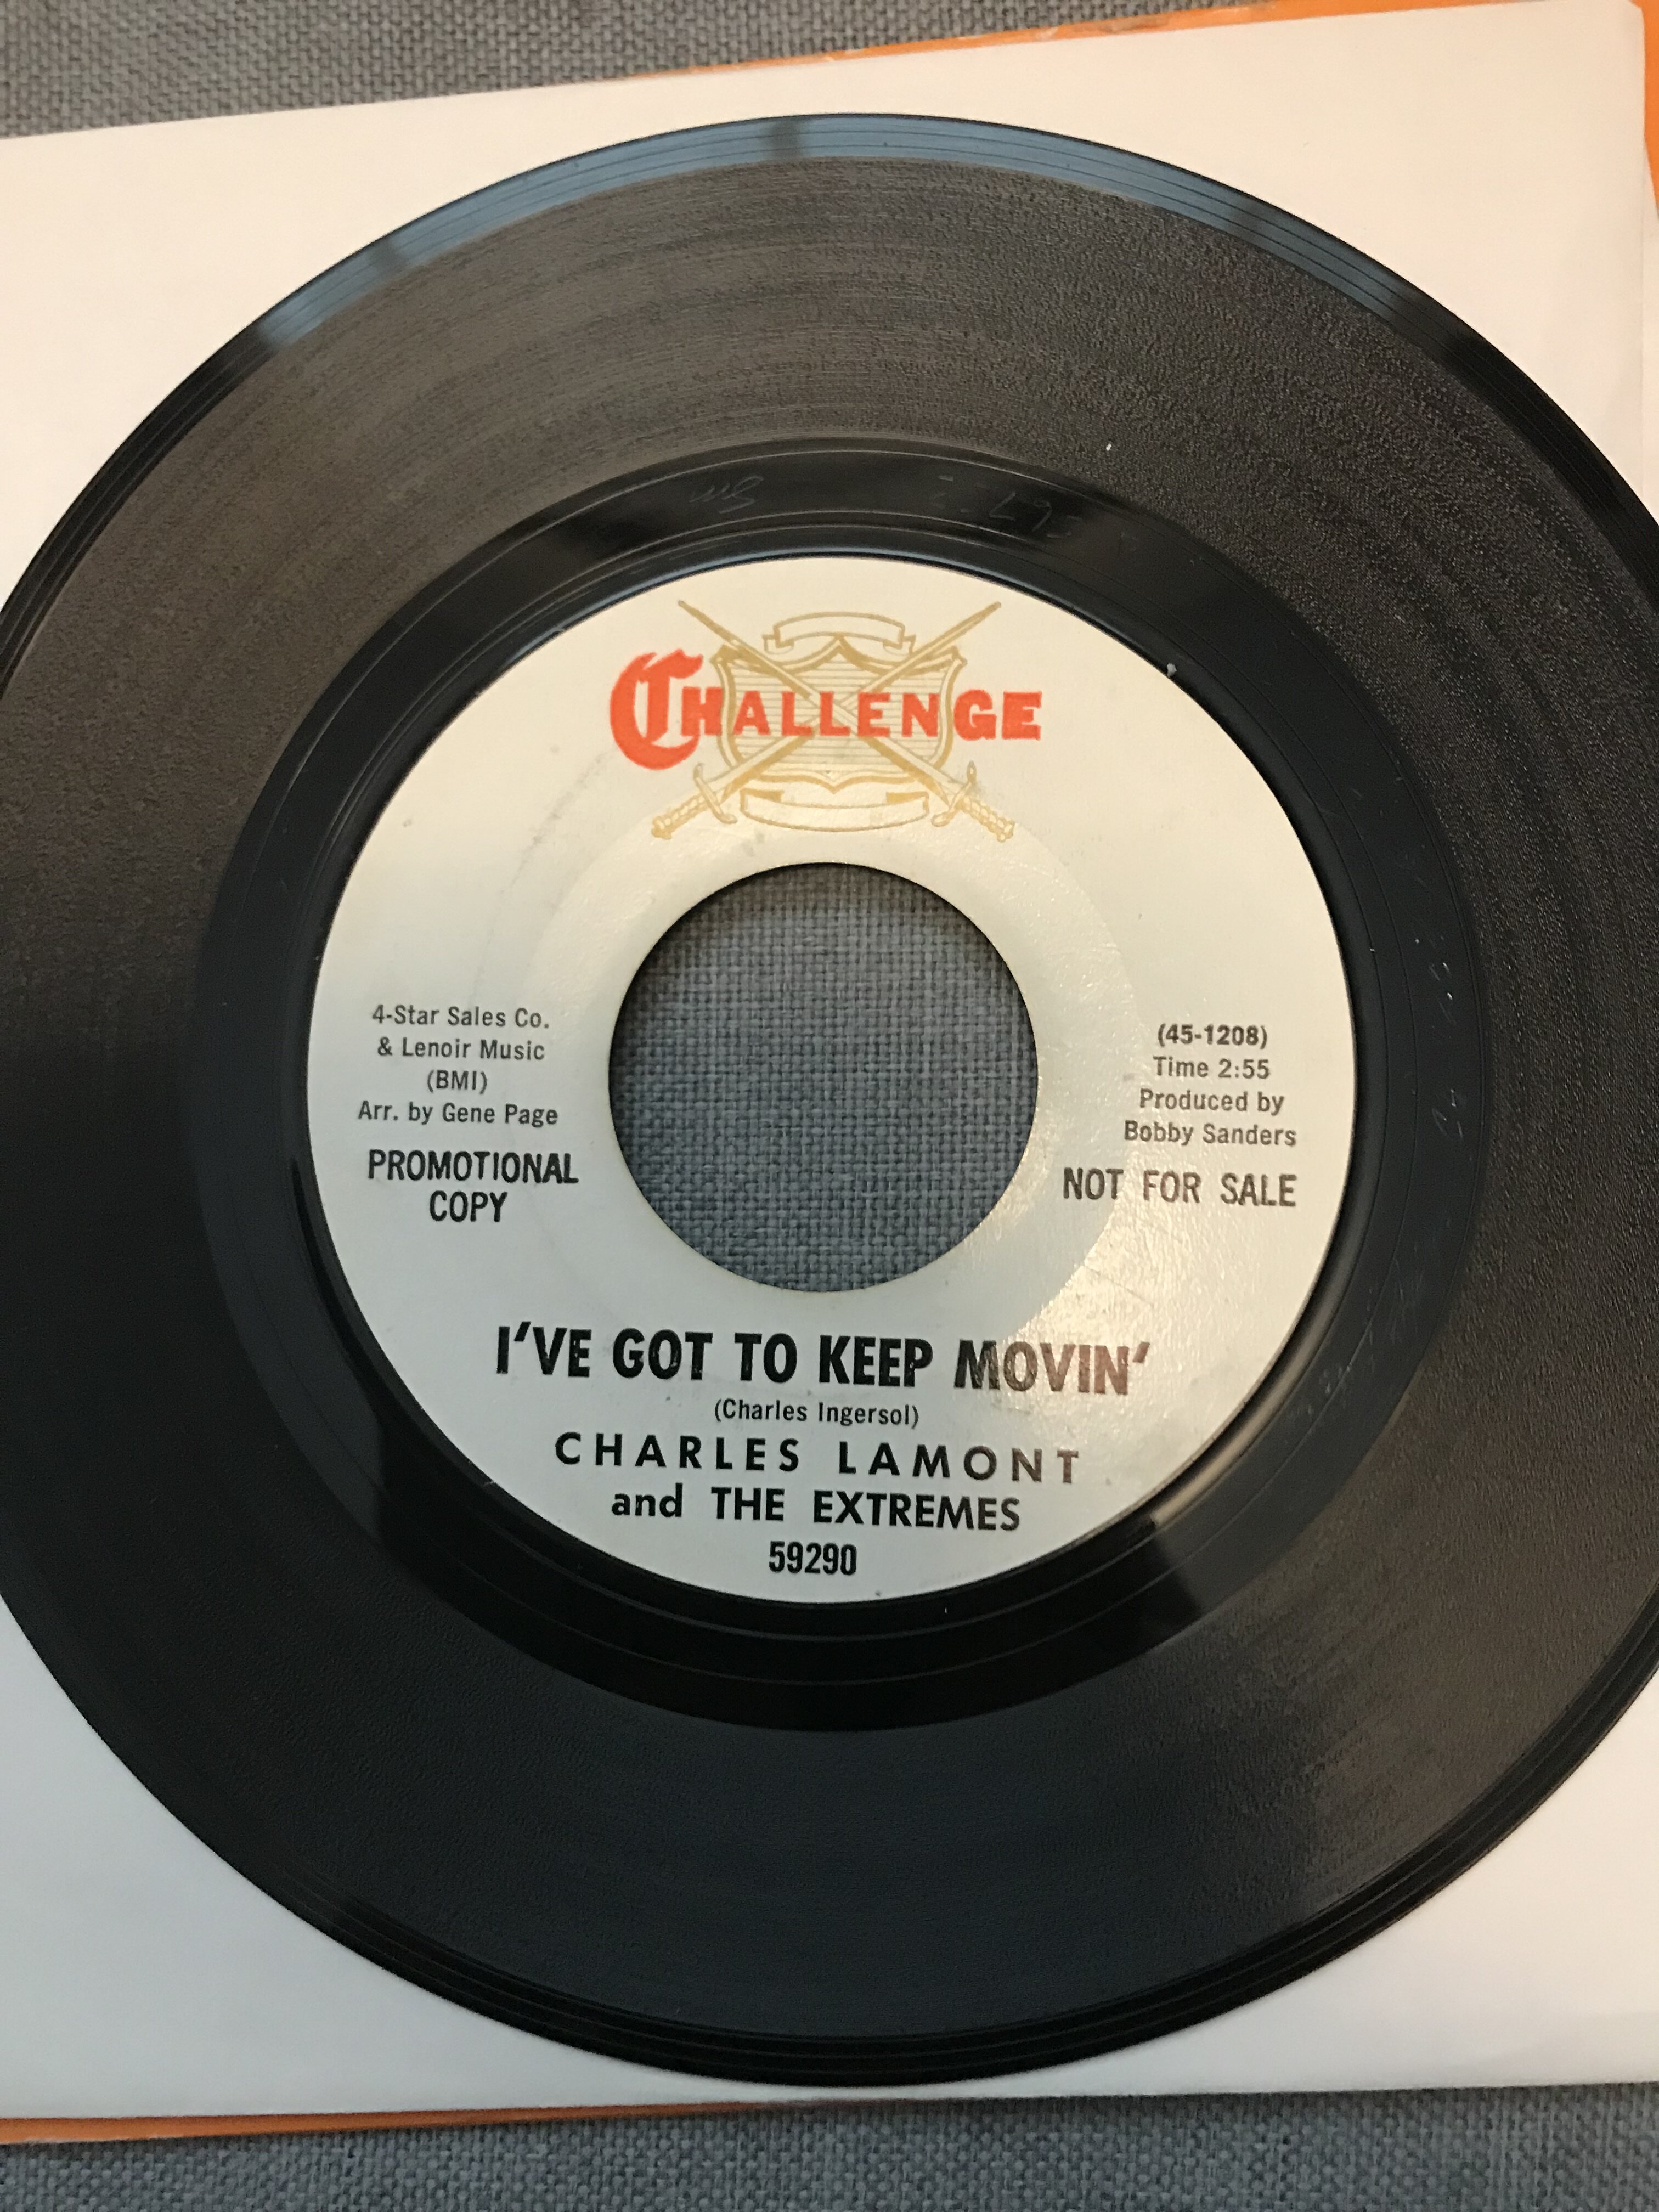 CHALLENGE
4-Star Sales Co.
& Lenoir Music
(BMI)
Arr. by Gene Page
PROMOTIONAL
COPY
(45-1208)
Time 2:55
Produced by
Bobby Sanders
NOT FOR SALE
I'VE GOT TO KEEP MOVIN'
(Charles Ingersol)
CHARLES LAMONT
and THE EXTREMES
59290